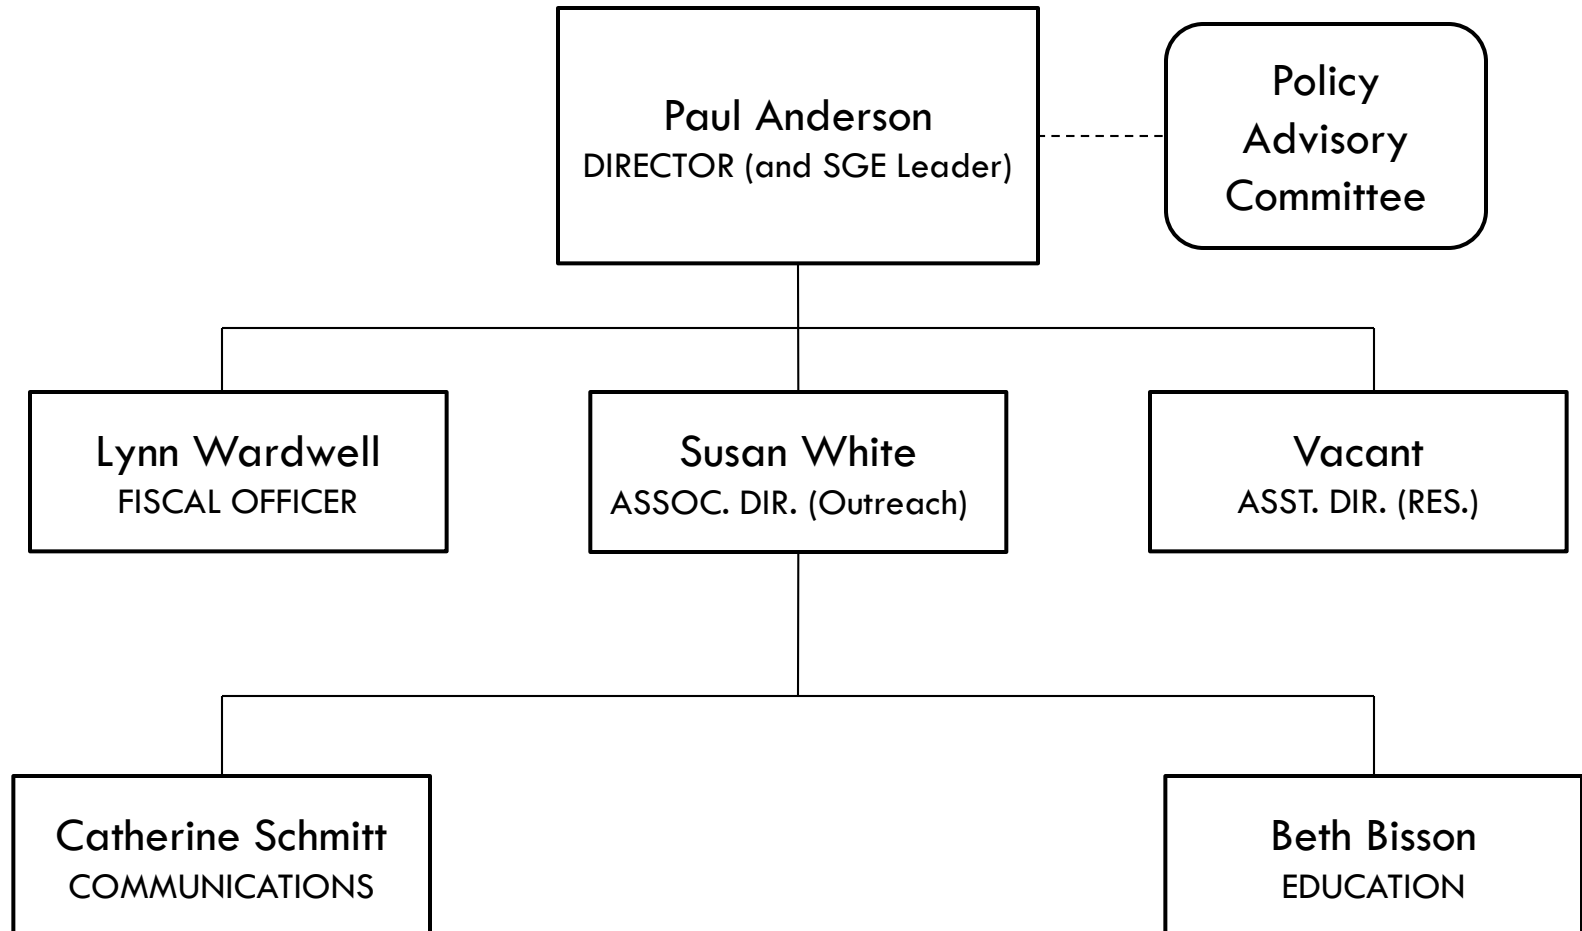 Paul Anderson
DIRECTOR (and SGE Leader)
Policy
Advisory
Committee
Lynn Wardwell
FISCAL OFFICER
Susan White
ASSOC. DIR. (Outreach)
Vacant
ASST. DIR. (RES.)
Catherine Schmitt
COMMUNICATIONS
Beth Bisson
EDUCATION